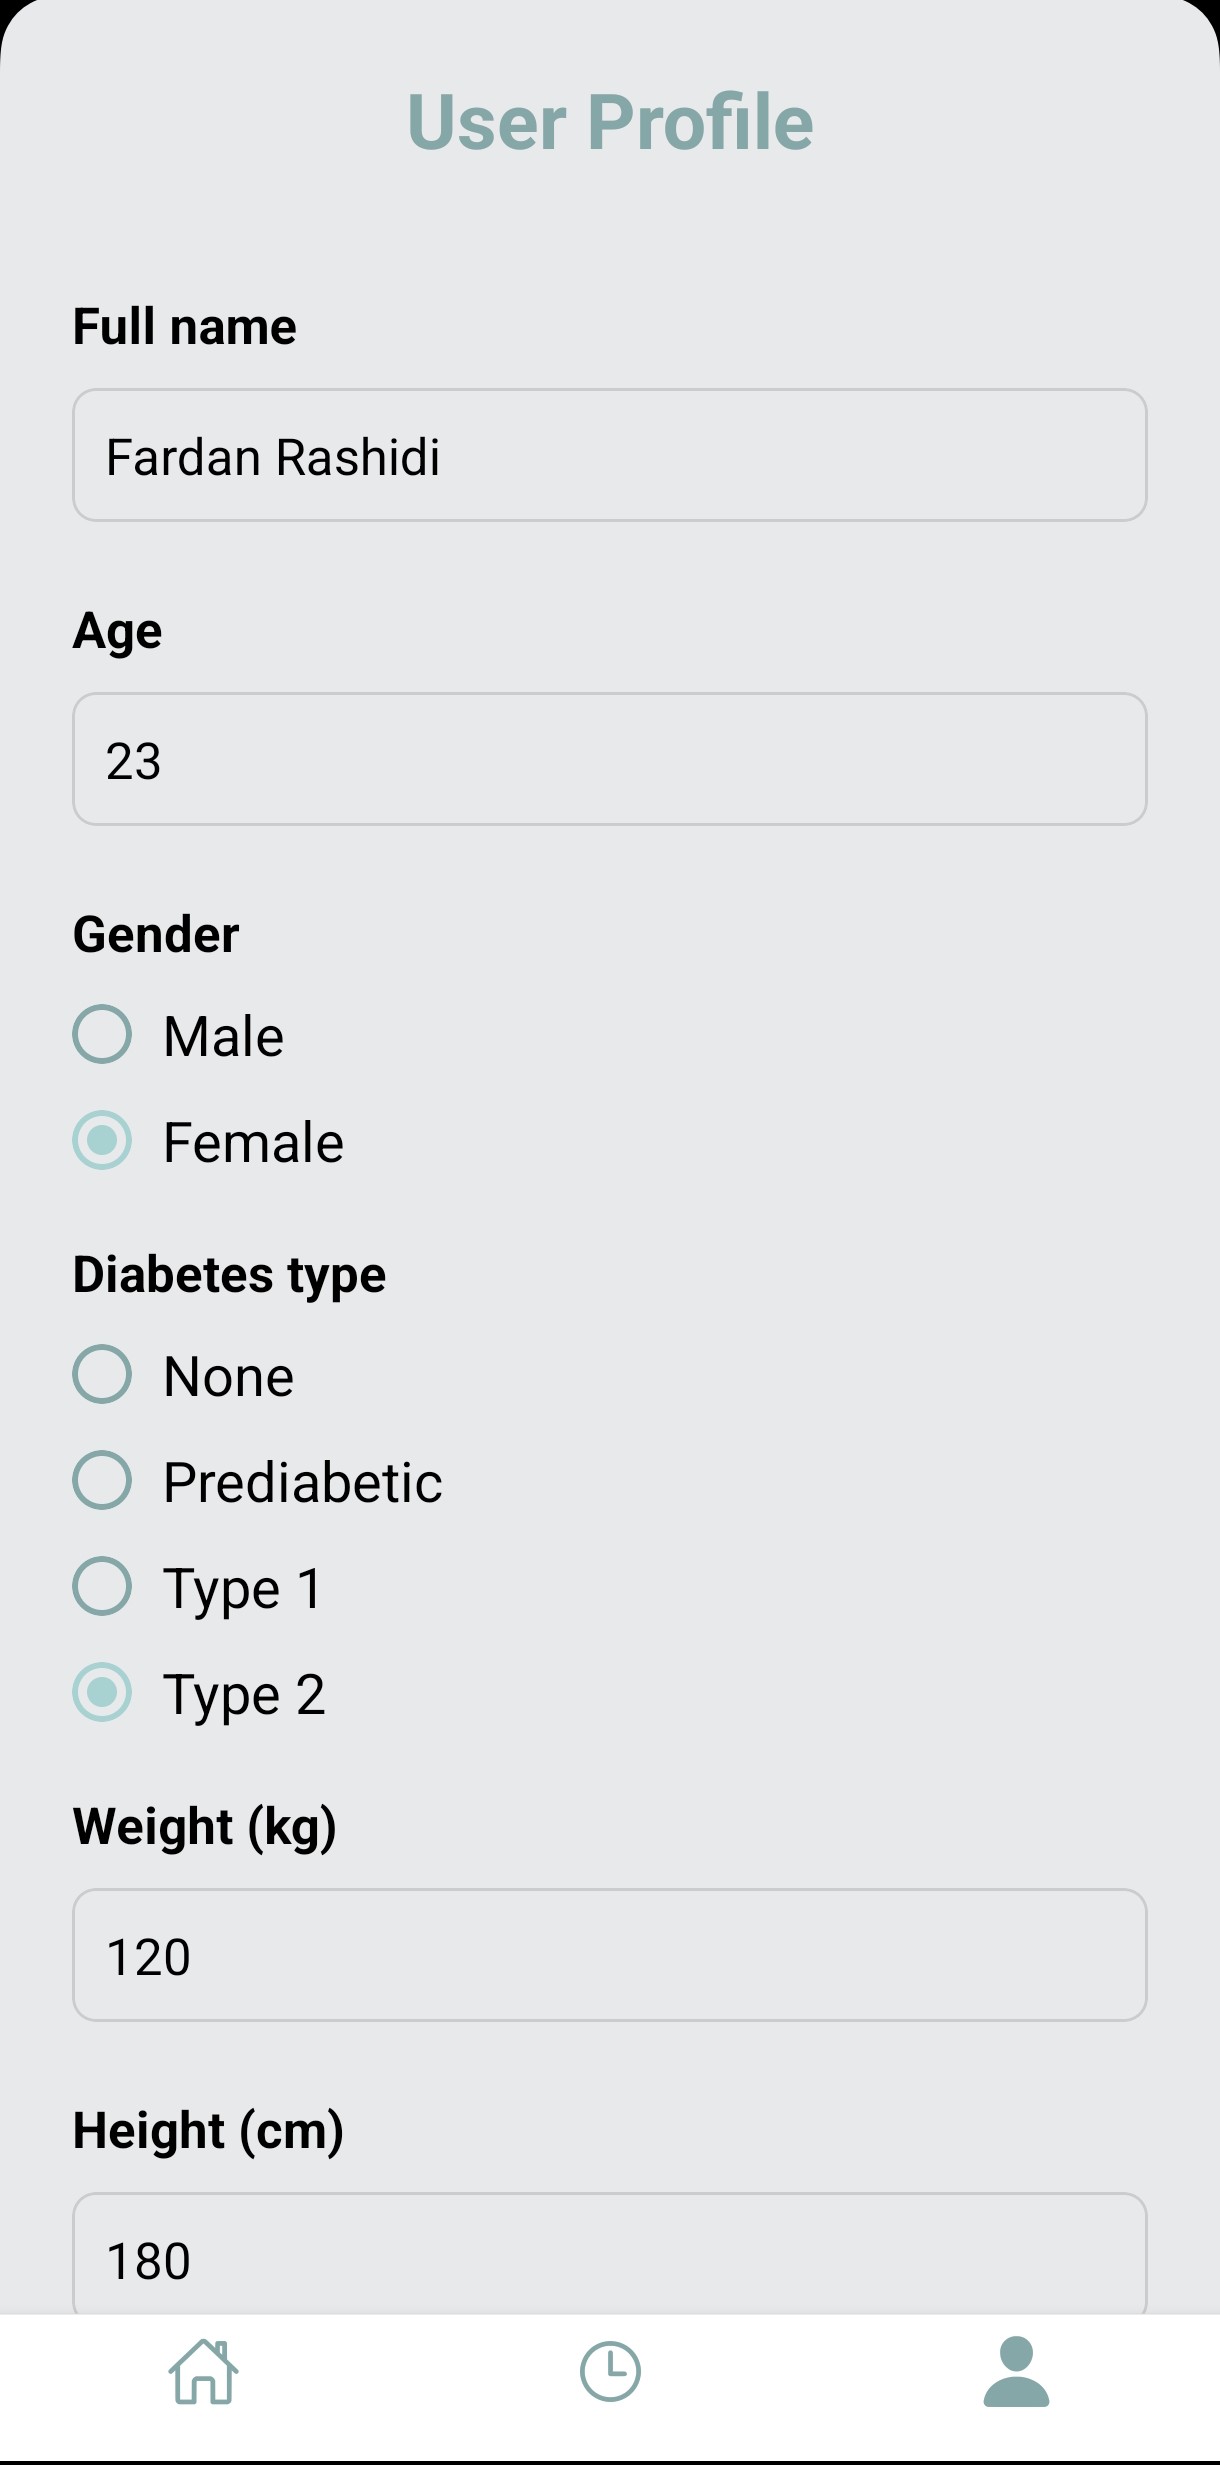 User Profile
Full name
Fardan Rashidi
Age
23
Gender
Male
Female
Diabetes type
None
Prediabetic
Type 1
Type 2
Weight (kg)
120
Height (cm)
180